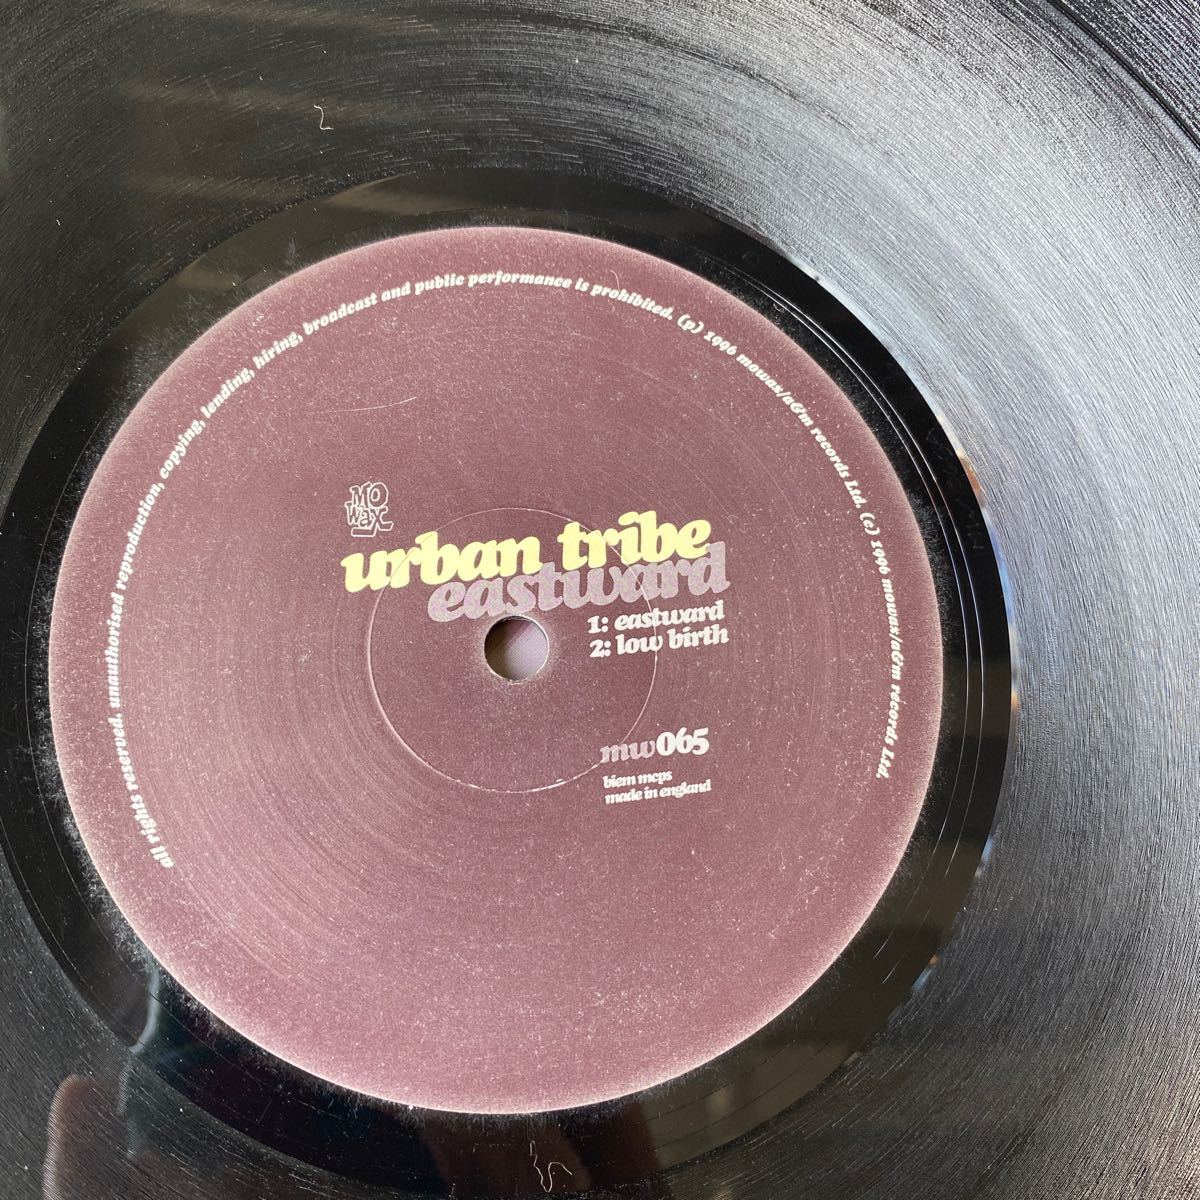 all rights reserved. unauthorised reproduction, copying, lending, hiring, broadcast and public performance is prohibited. (p) 1996 mowax/a&m records Ltd. (c) 1996 mowax/a&m records Ltd.
MO
WAX
urban tribe
eastward
1: eastward
2: low birth
mw065
biem mcps
made in england